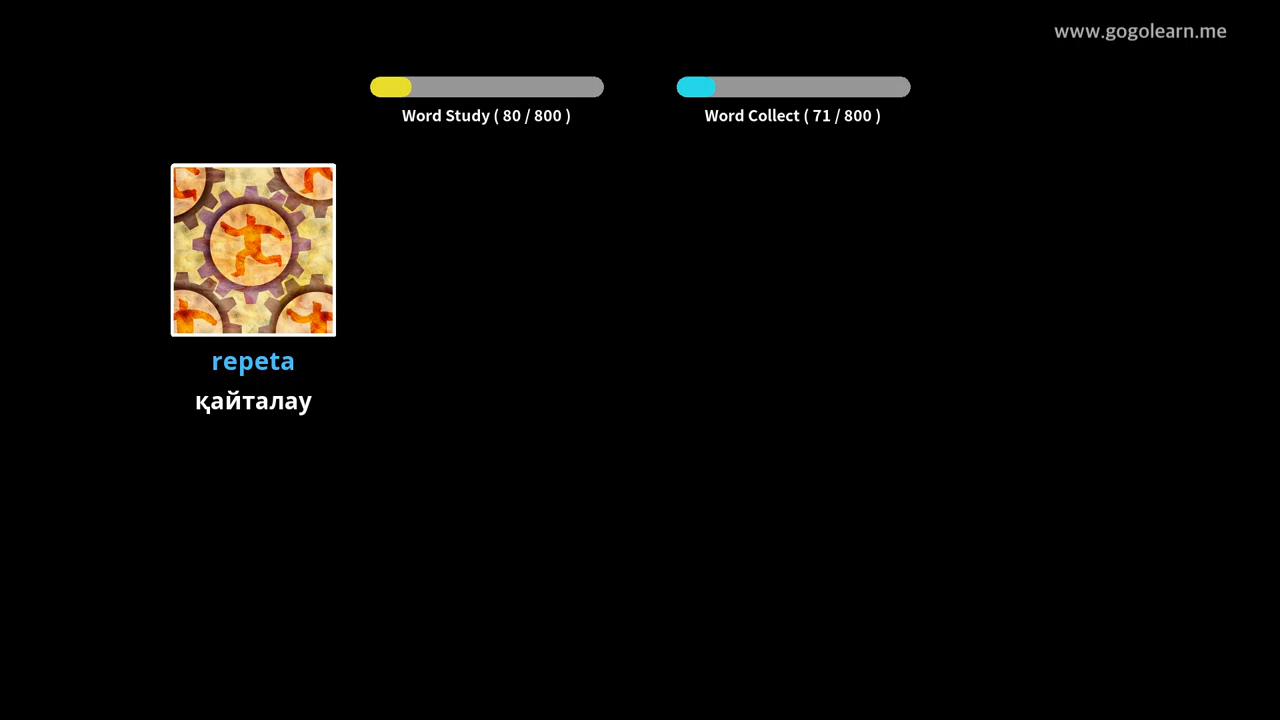 www.gogolearn.me
Word Study ( 80 / 800 )
Word Collect ( 71 / 800 )
repeta
қайталау